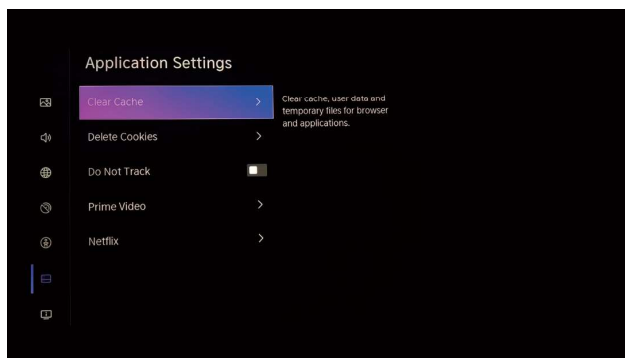 Application Settings
Clear Cache
Clear cache, user data and
temporary files for browser
and applications.
Delete Cookies
Do Not Track
Prime Video
Netflix